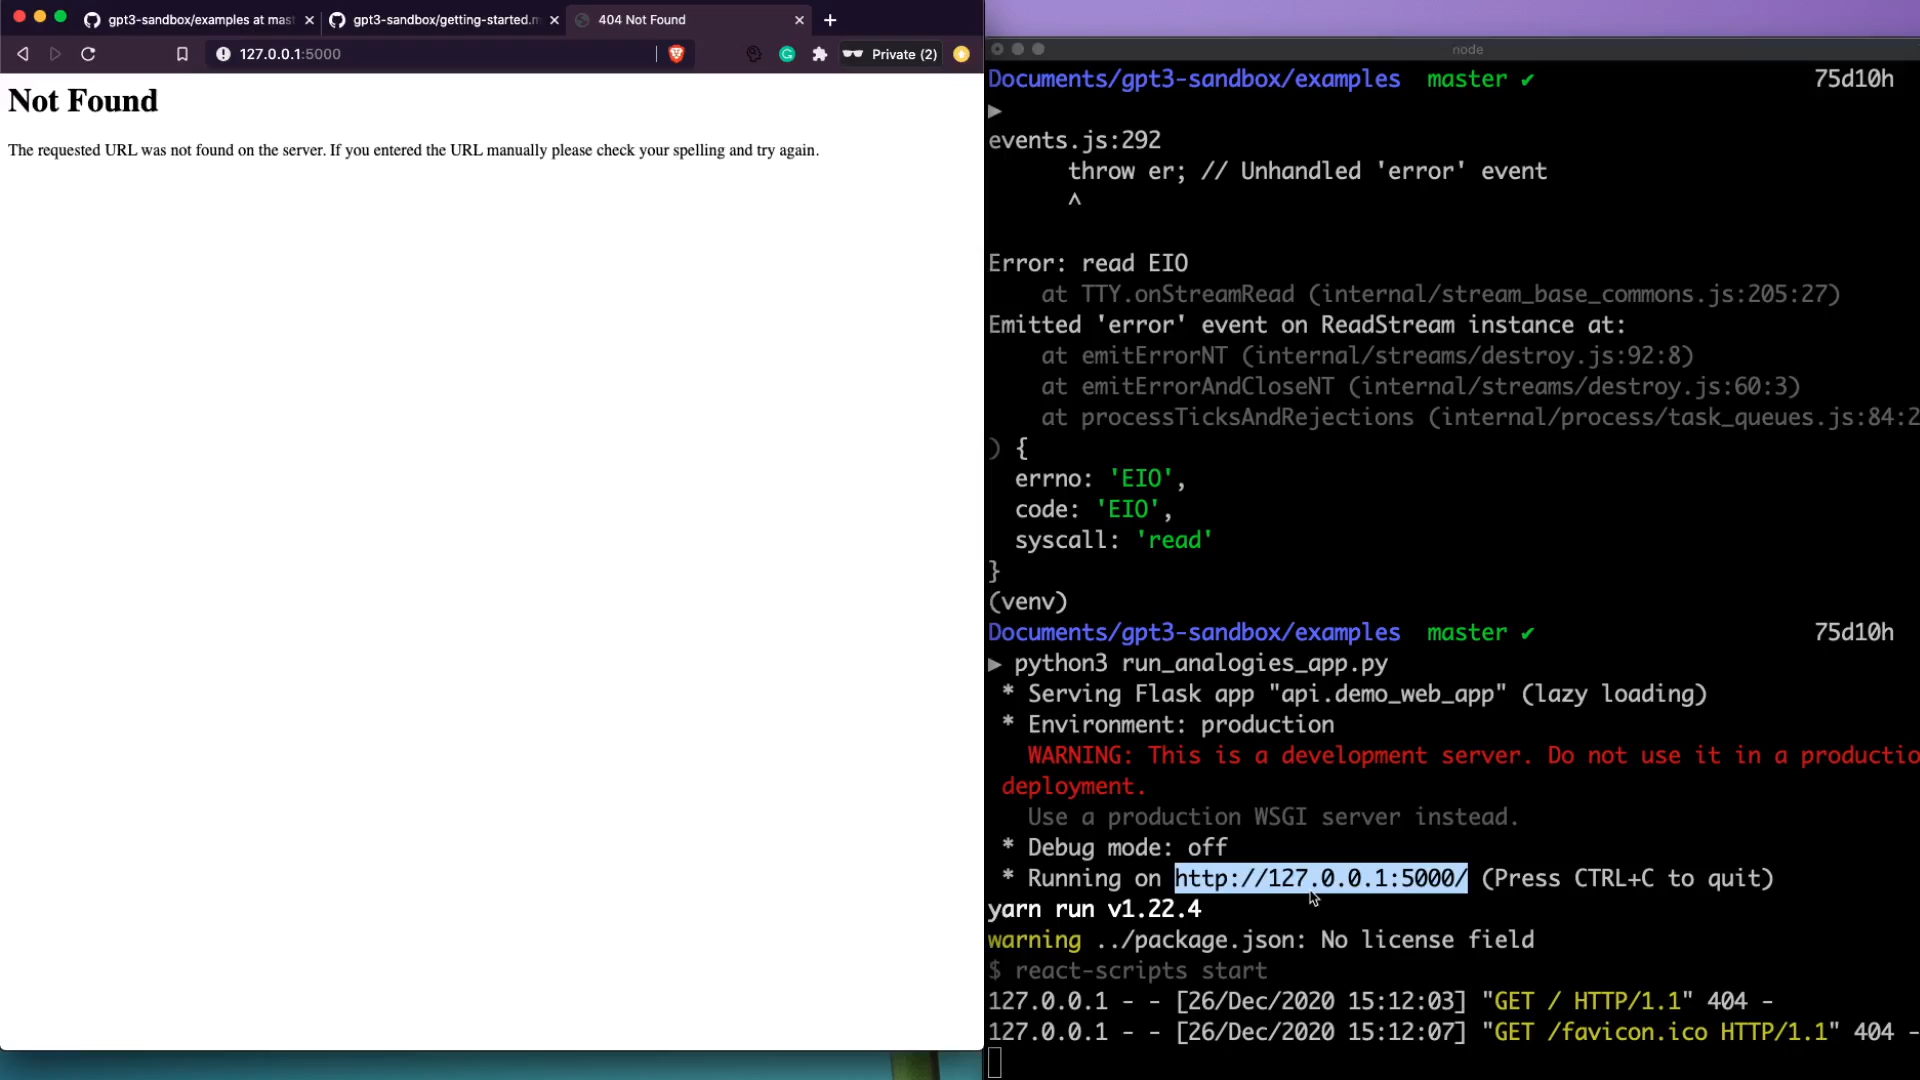 gpt3-sandbox/examples at mast
gpt3-sandbox/getting-started.m
404 Not Found
127.0.0.1:5000
Private (2)
Not Found
The requested URL was not found on the server. If you entered the URL manually please check your spelling and try again.
node
Documents/gpt3-sandbox/examples master ✔ 75d10h
▶
events.js:292
throw er; // Unhandled 'error' event
^
Error: read EIO
at TTY.onStreamRead (internal/stream_base_commons.js:205:27)
Emitted 'error' event on ReadStream instance at:
at emitErrorNT (internal/streams/destroy.js:92:8)
at emitErrorAndCloseNT (internal/streams/destroy.js:60:3)
at processTicksAndRejections (internal/process/task_queues.js:84:2
) {
errno: 'EIO',
code: 'EIO',
syscall: 'read'
}
(venv)
Documents/gpt3-sandbox/examples master ✔ 75d10h
▶ python3 run_analogies_app.py
* Serving Flask app "api.demo_web_app" (lazy loading)
* Environment: production
WARNING: This is a development server. Do not use it in a productio
deployment.
Use a production WSGI server instead.
* Debug mode: off
* Running on http://127.0.0.1:5000/ (Press CTRL+C to quit)
yarn run v1.22.4
warning ../package.json: No license field
$ react-scripts start
127.0.0.1 - - [26/Dec/2020 15:12:03] "GET / HTTP/1.1" 404 -
127.0.0.1 - - [26/Dec/2020 15:12:07] "GET /favicon.ico HTTP/1.1" 404 -